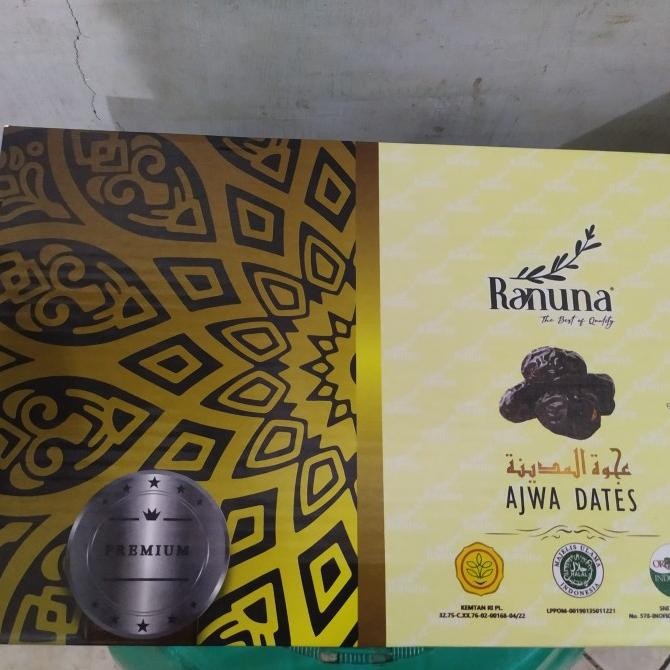 PREMIUM
Ranuna
The Best of Quality
عجوة المدينة
AJWA DATES
MAJELIS ULAMA
HALAL
INDONESIA
KEMTAN RI PL.
32.75-C.XX.76-02-00168-04/22
LPPOM-00190135011221